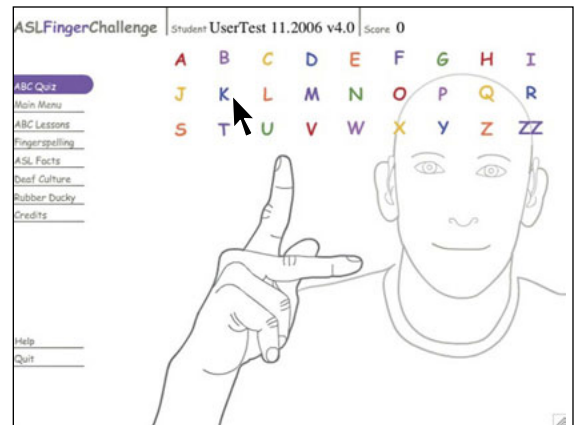 ASLFingerChallenge Student UserTest 11.2006 v4.0 Score 0
A B C D E F G H I
J K L M N O P Q R
S T U V W X Y Z ZZ
ABC Quiz
Main Menu
ABC Lessons
Fingerspelling
ASL Facts
Deaf Culture
Rubber Ducky
Credits
Help
Quit